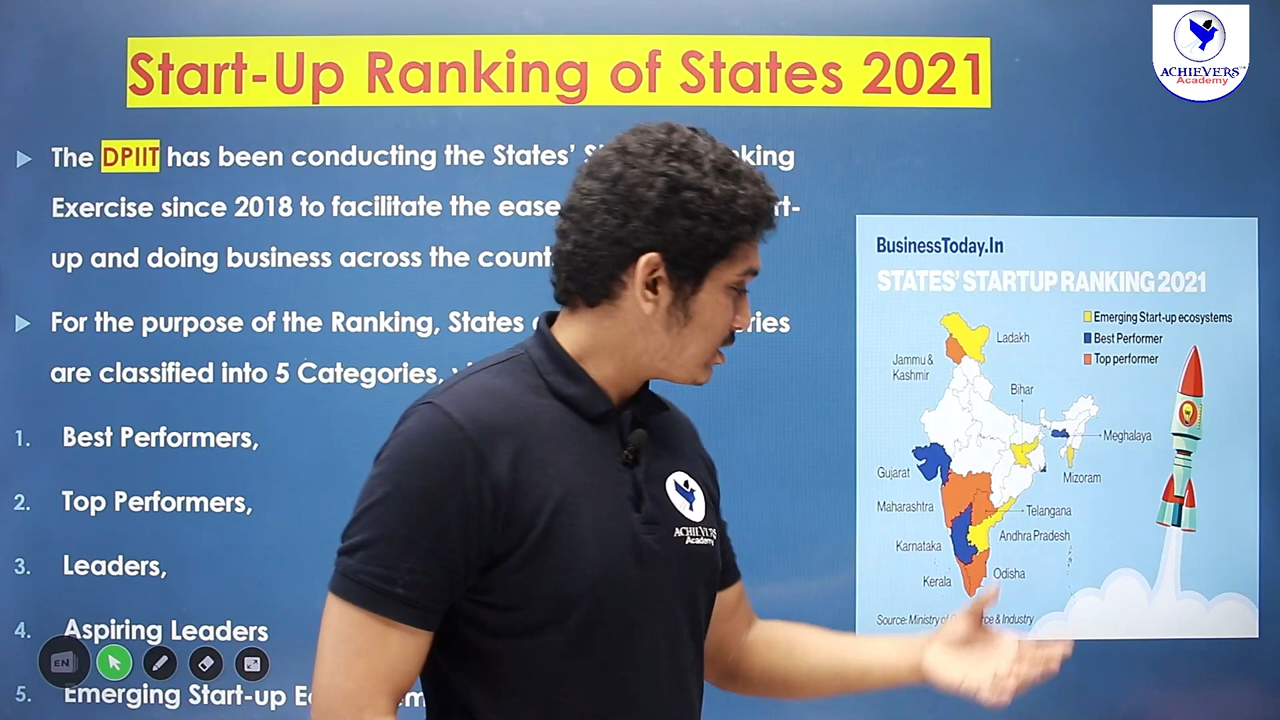 Start-Up Ranking of States 2021
ACHIEVERS
Academy
The DPIIT has been conducting the States'
Exercise since 2018 to facilitate the ease
up and doing business across the
For the purpose of the Ranking, States
are classified into 5 Categories,
1. Best Performers,
2. Top Performers,
3. Leaders,
4. Aspiring Leaders
5. Emerging Start-up
EN
BusinessToday.In
STATES' STARTUP RANKING 2021
Emerging Start-up ecosystems
Best Performer
Top performer
Ladakh
Jammu &
Kashmir
Bihar
Meghalaya
Gujarat
Mizoram
Maharashtra
Telangana
Andhra Pradesh
Karnataka
Odisha
Kerala
Source: Ministry of & Industry
ACHIEVERS
Academy